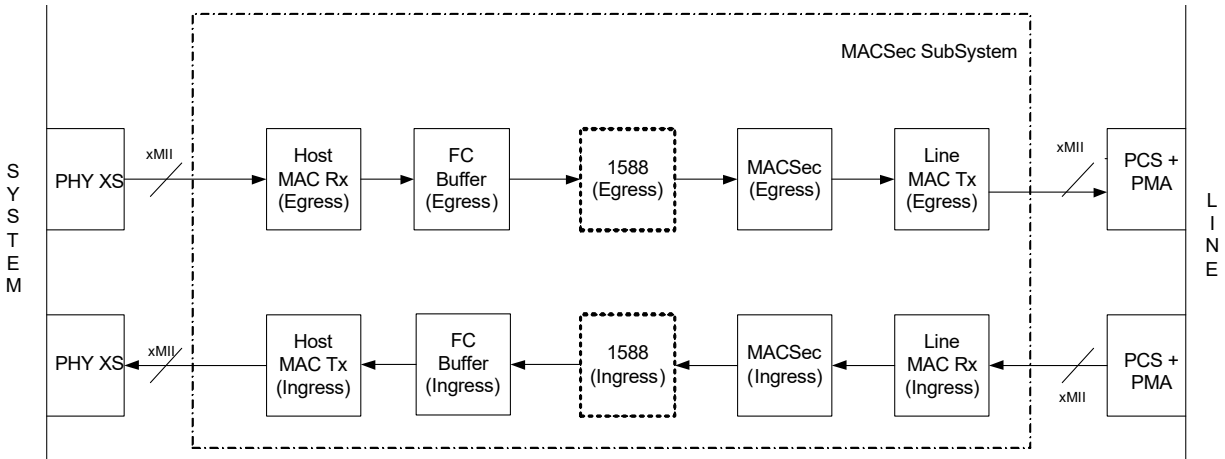 MACSec SubSystem
S
Y
S
T
E
M
PHY XS
xMII
Host
MAC Rx
(Egress)
FC
Buffer
(Egress)
1588
(Egress)
MACSec
(Egress)
Line
MAC Tx
(Egress)
xMII
PCS +
PMA
L
I
N
E
PHY XS
xMII
Host
MAC Tx
(Ingress)
FC
Buffer
(Ingress)
1588
(Ingress)
MACSec
(Ingress)
Line
MAC Rx
(Ingress)
xMII
PCS +
PMA